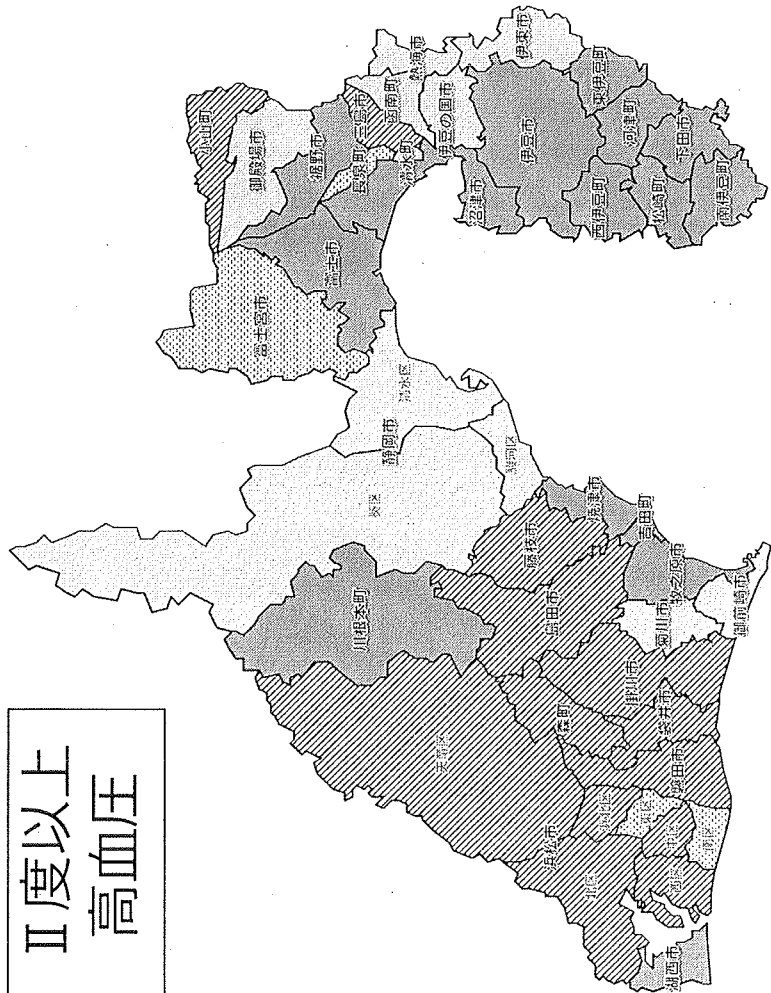 Ⅱ度以上
高血圧
小山町
御殿場市
裾野市
三島市
長泉町
清水町
函南町
熱海市
伊東市
伊豆の国市
伊豆市
沼津市
東伊豆町
河津町
下田市
西伊豆町
松崎町
南伊豆町
富士市
富士宮市
清水区
静岡市
葵区
駿河区
川根本町
焼津市
藤枝市
島田市
吉田町
牧之原市
御前崎市
菊川市
掛川市
袋井市
森町
磐田市
天竜区
浜松市
北区
西区
南区
湖西市